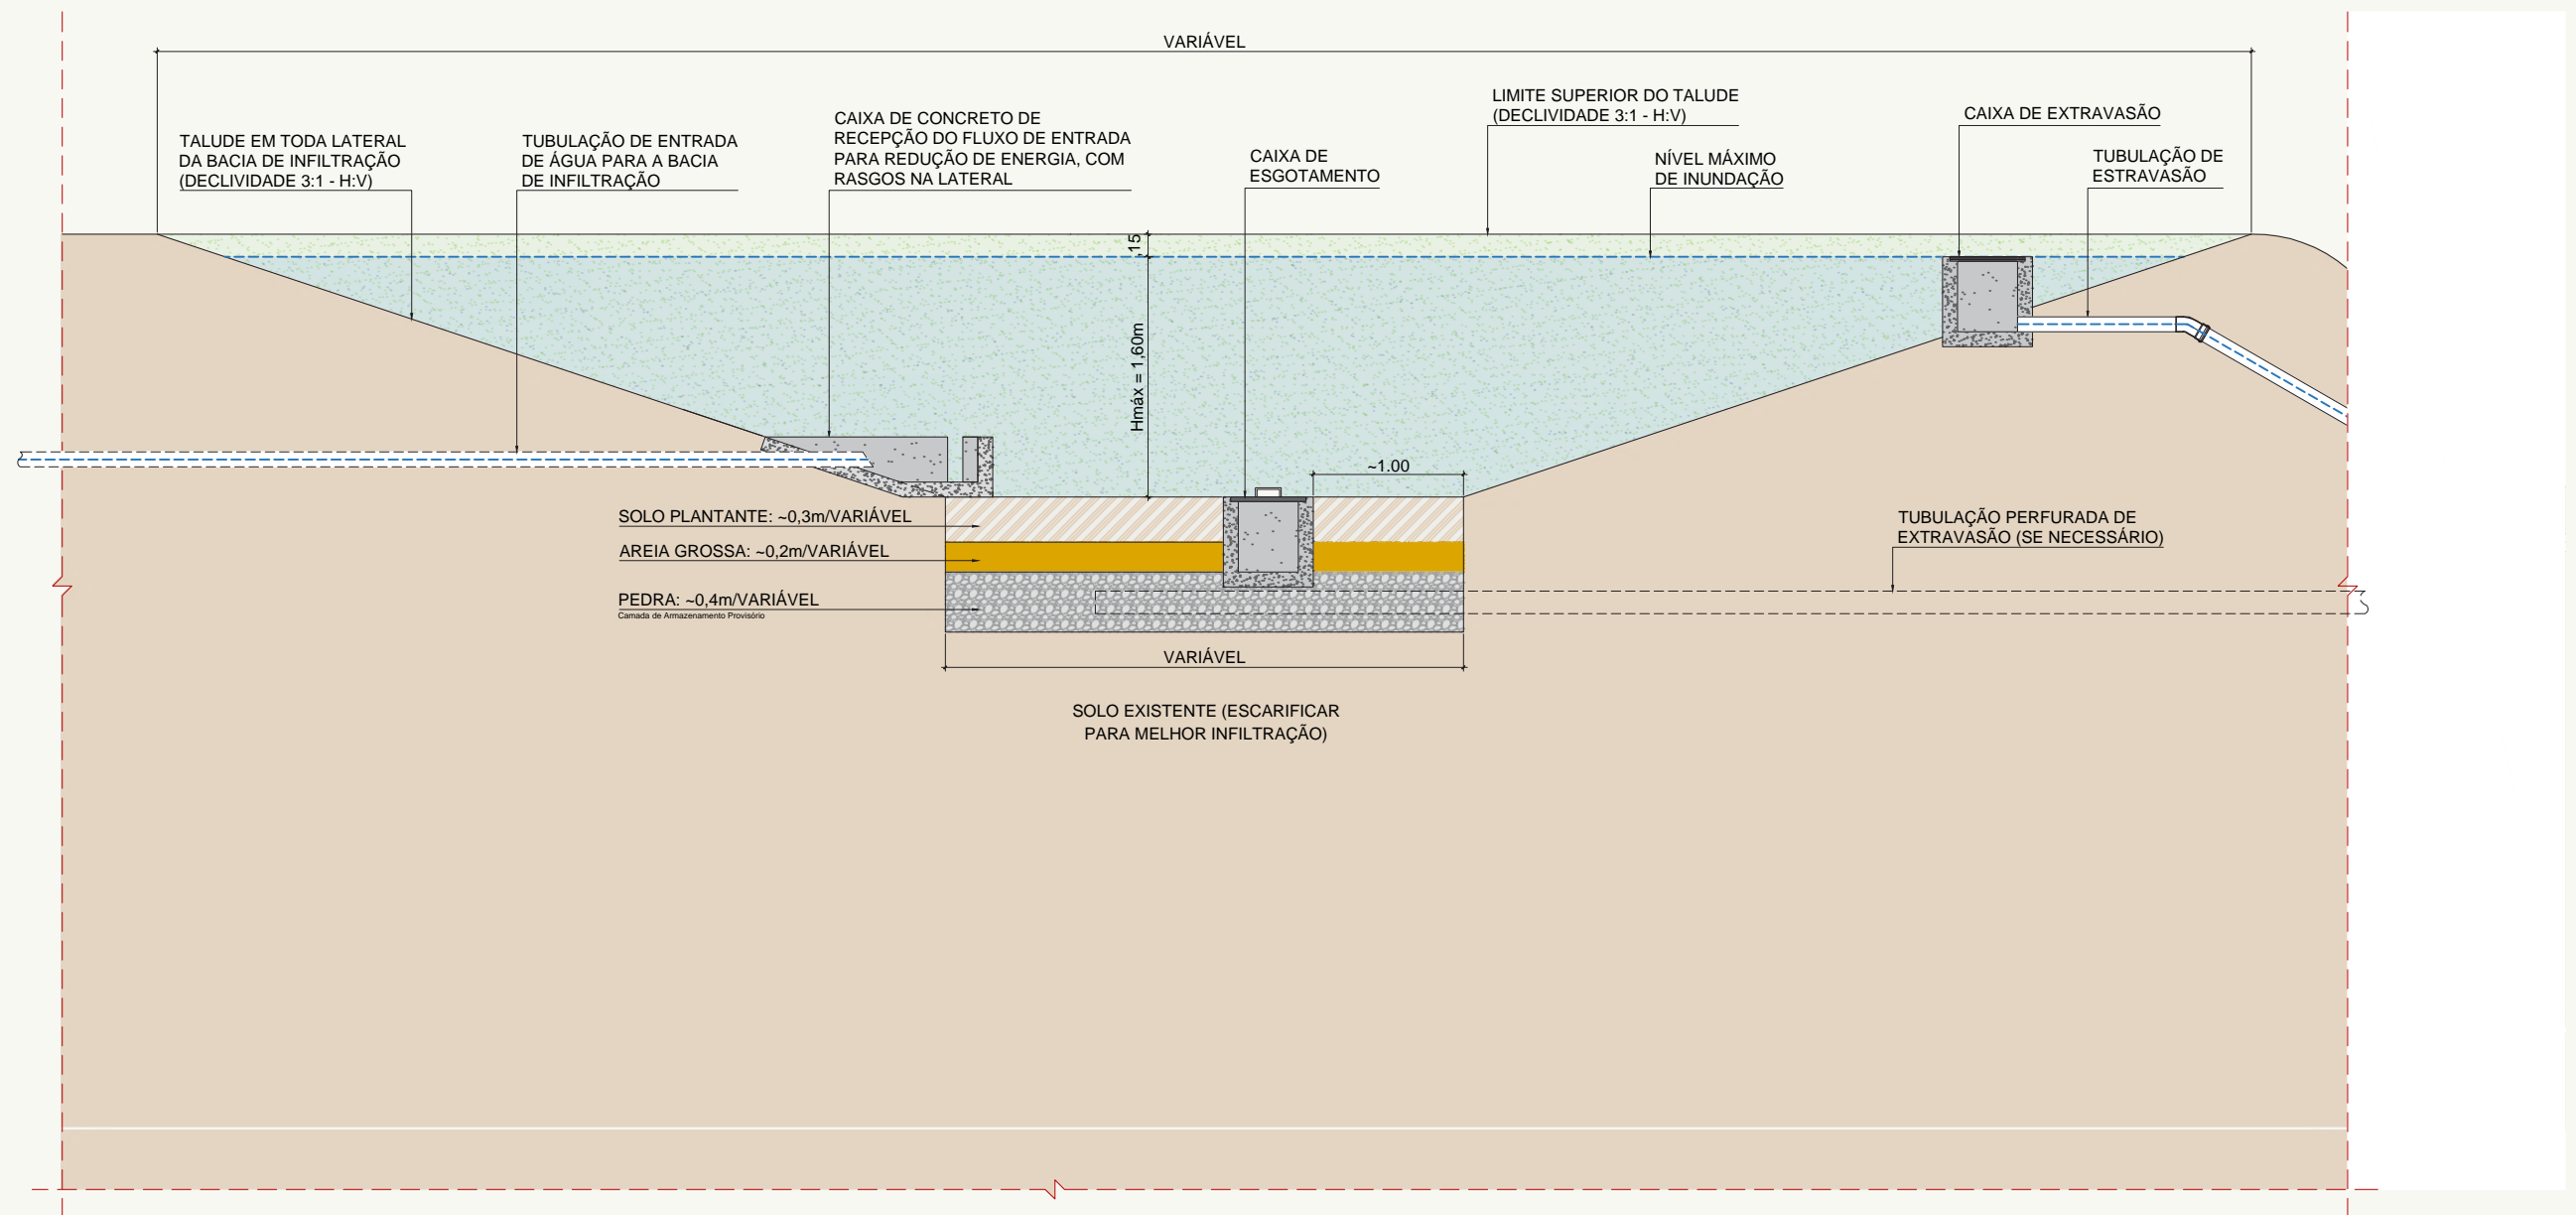 VARIÁVEL
TALUDE EM TODA LATERAL
DA BACIA DE INFILTRAÇÃO
(DECLIVIDADE 3:1 - H:V)
TUBULAÇÃO DE ENTRADA
DE ÁGUA PARA A BACIA
DE INFILTRAÇÃO
CAIXA DE CONCRETO DE
RECEPÇÃO DO FLUXO DE ENTRADA
PARA REDUÇÃO DE ENERGIA, COM
RASGOS NA LATERAL
CAIXA DE
ESGOTAMENTO
LIMITE SUPERIOR DO TALUDE
(DECLIVIDADE 3:1 - H:V)
NÍVEL MÁXIMO
DE INUNDAÇÃO
CAIXA DE EXTRAVASÃO
TUBULAÇÃO DE
ESTRAVASÃO
,15
Hmáx = 1,60m
~1.00
SOLO PLANTANTE: ~0,3m/VARIÁVEL
AREIA GROSSA: ~0,2m/VARIÁVEL
PEDRA: ~0,4m/VARIÁVEL
Camada de Armazenamento Provisório
TUBULAÇÃO PERFURADA DE
EXTRAVASÃO (SE NECESSÁRIO)
VARIÁVEL
SOLO EXISTENTE (ESCARIFICAR
PARA MELHOR INFILTRAÇÃO)